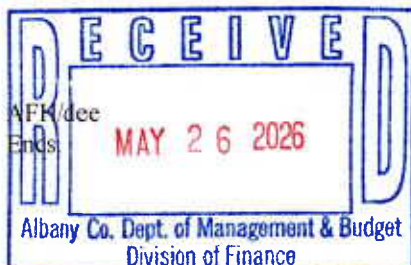 RECEIVED
AFK/dee
Encs.
MAY 26 2026
Albany Co. Dept. of Management & Budget
Division of Finance